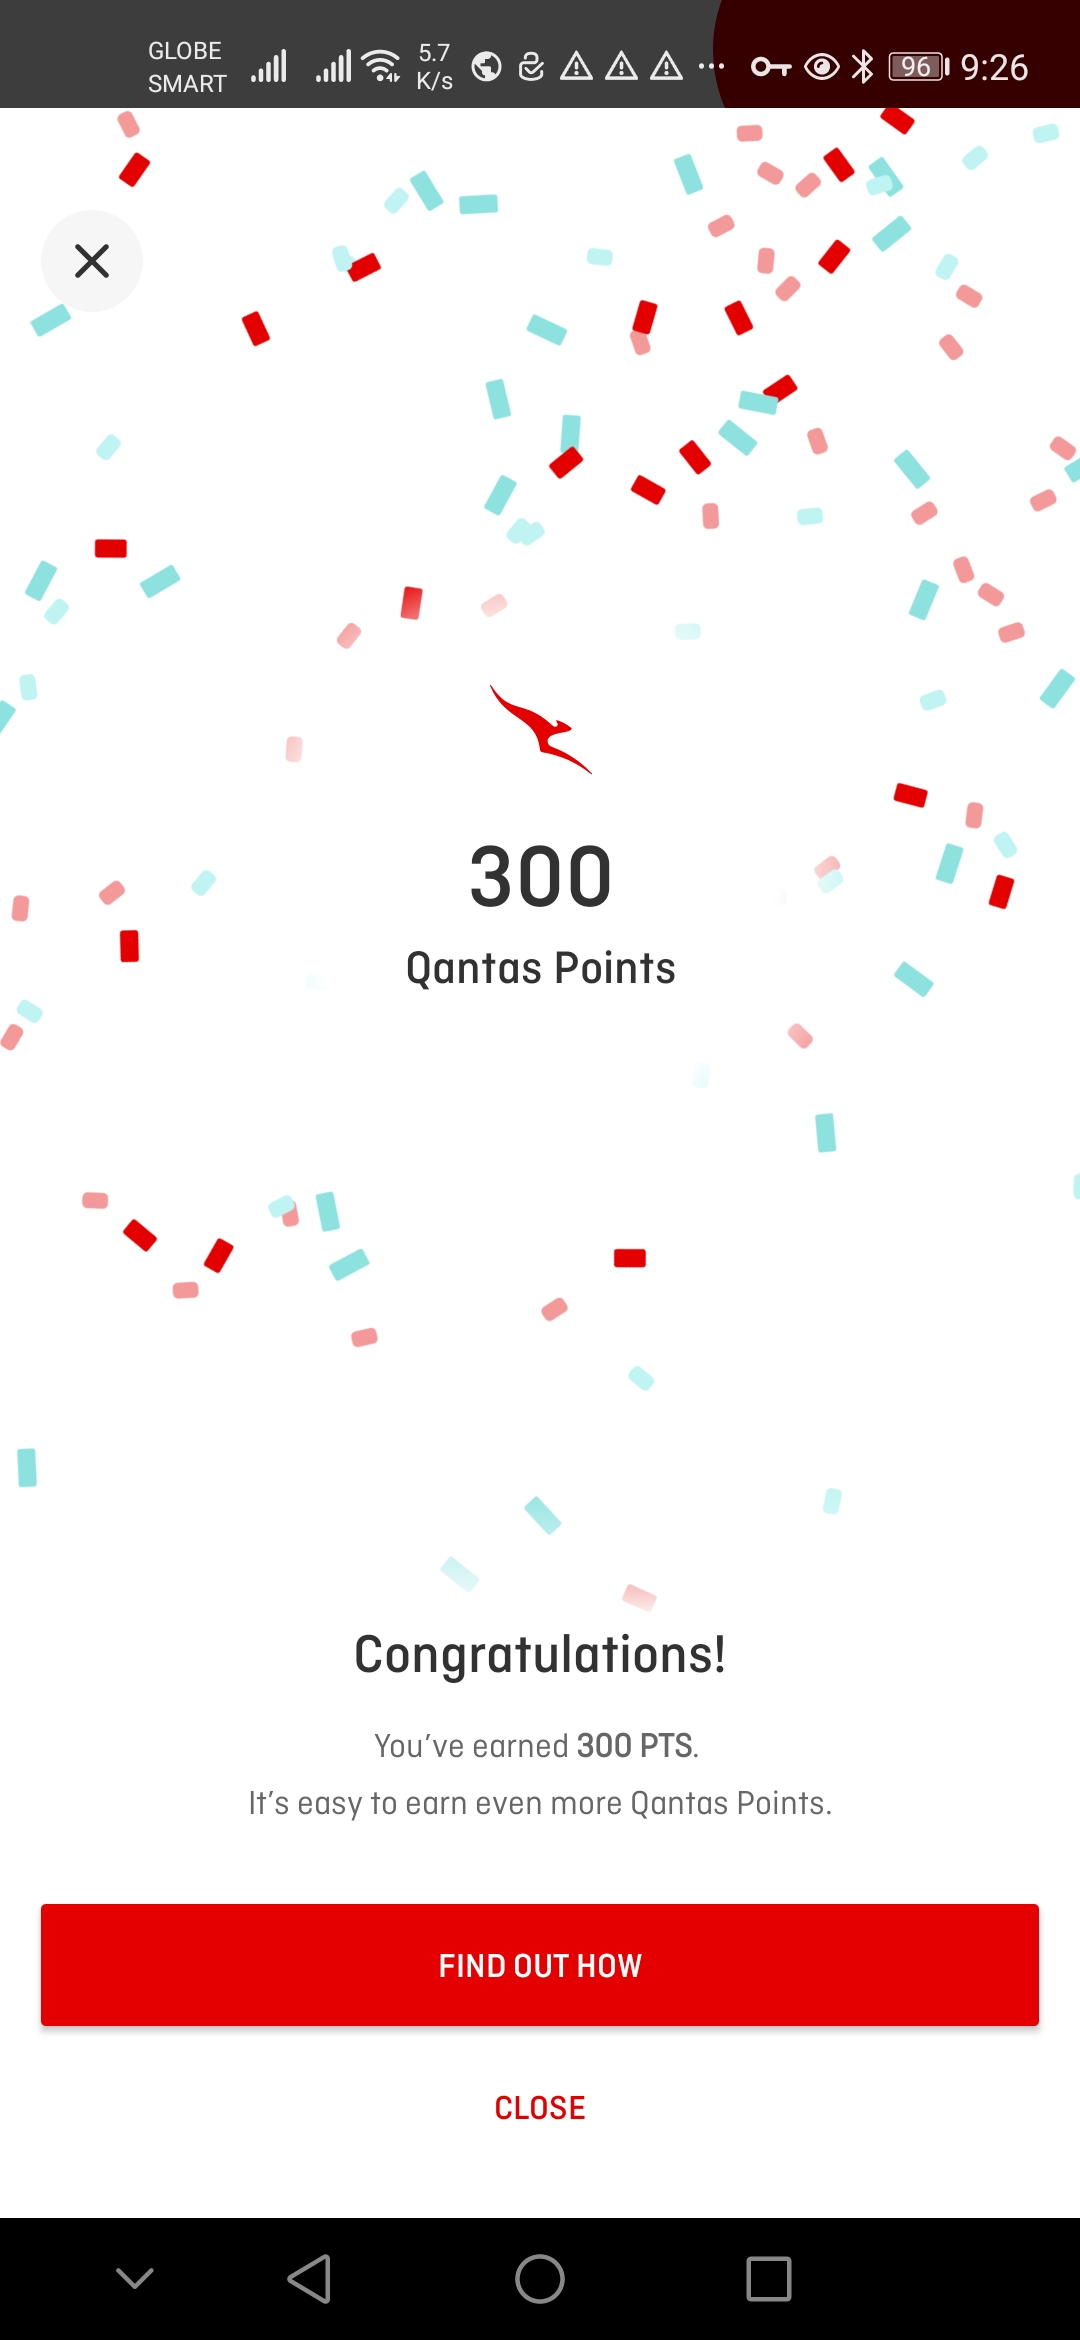 GLOBE
SMART
5.7
K/s
96
9:26
300
Qantas Points
Congratulations!
You've earned 300 PTS.
It's easy to earn even more Qantas Points.
FIND OUT HOW
CLOSE